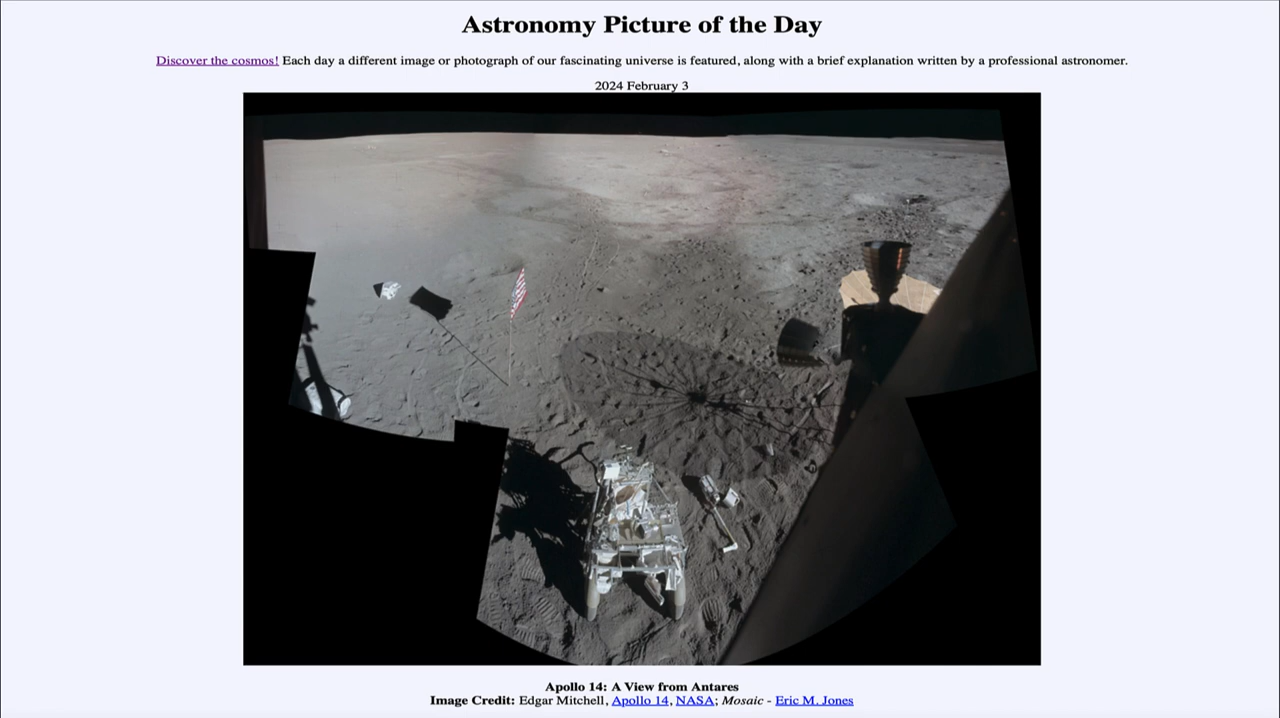 Astronomy Picture of the Day
Discover the cosmos! Each day a different image or photograph of our fascinating universe is featured, along with a brief explanation written by a professional astronomer.
2024 February 3
Apollo 14: A View from Antares
Image Credit: Edgar Mitchell, Apollo 14, NASA; Mosaic - Eric M. Jones